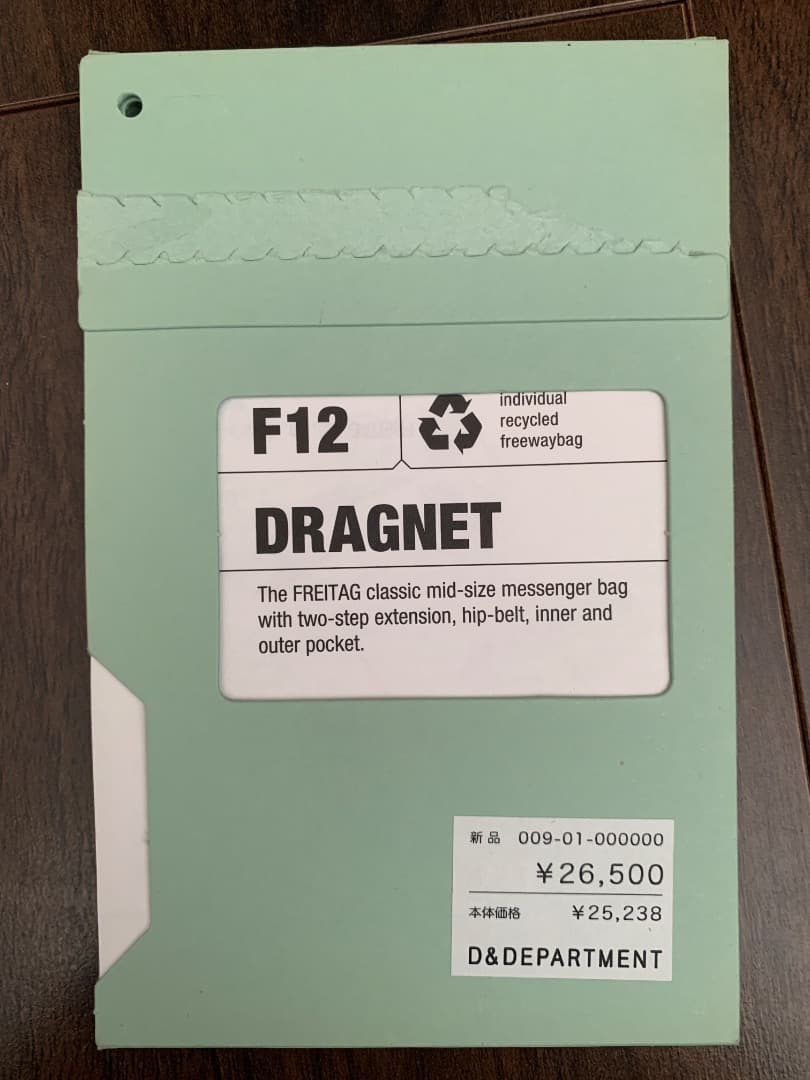 F12
individual
recycled
freewaybag
DRAGNET
The FREITAG classic mid-size messenger bag
with two-step extension, hip-belt, inner and
outer pocket.
新品 009-01-000000
¥26,500
本体価格 ¥25,238
D&DEPARTMENT